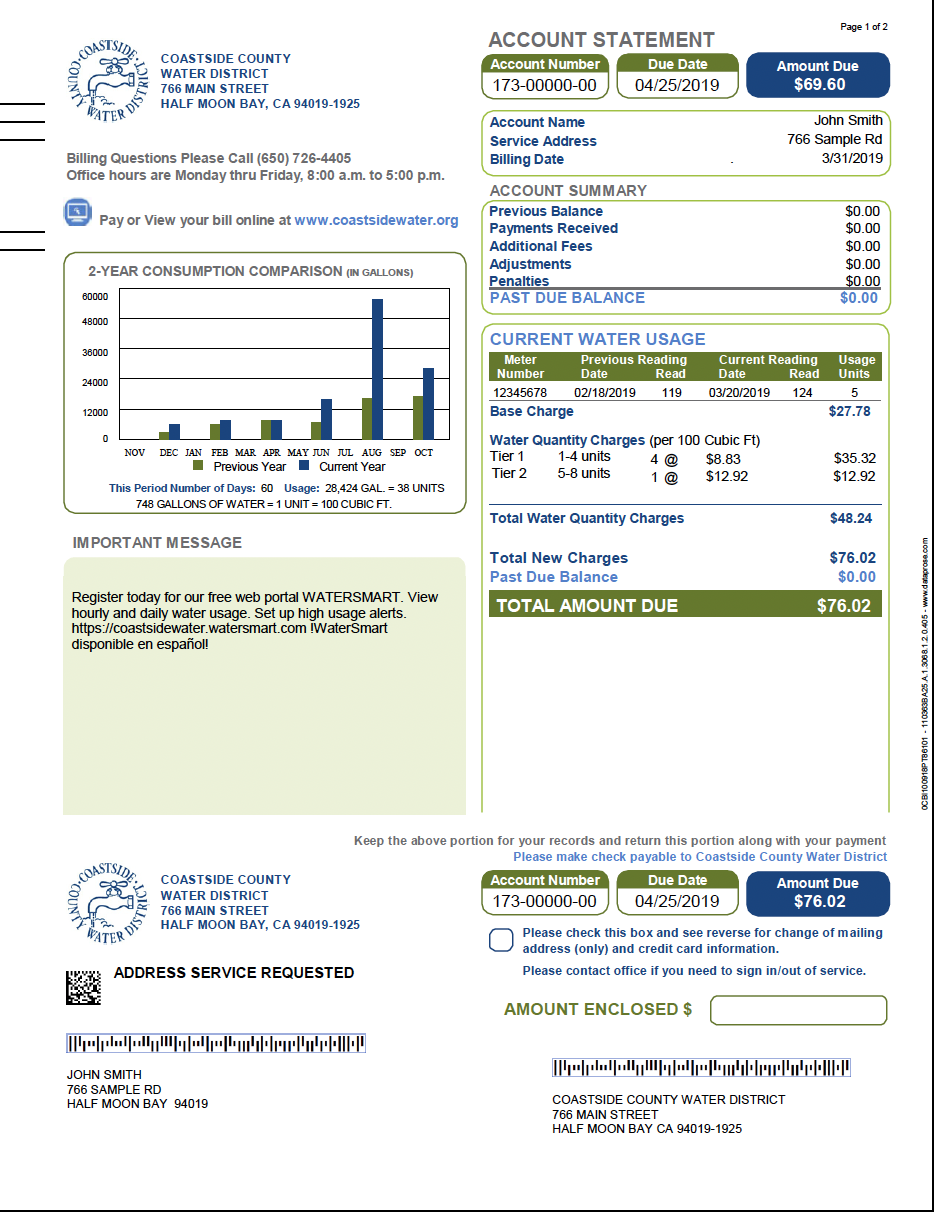 Page 1 of 2
COASTSIDE COUNTY WATER DISTRICT
COASTSIDE COUNTY
WATER DISTRICT
766 MAIN STREET
HALF MOON BAY, CA 94019-1925
Billing Questions Please Call (650) 726-4405
Office hours are Monday thru Friday, 8:00 a.m. to 5:00 p.m.
Pay or View your bill online at www.coastsidewater.org
ACCOUNT STATEMENT
Account Number Due Date Amount Due
173-00000-00 04/25/2019 $69.60
Account Name John Smith
Service Address 766 Sample Rd
Billing Date . 3/31/2019
ACCOUNT SUMMARY
Previous Balance $0.00
Payments Received $0.00
Additional Fees $0.00
Adjustments $0.00
Penalties $0.00
PAST DUE BALANCE $0.00
2-YEAR CONSUMPTION COMPARISON (IN GALLONS)
60000
48000
36000
24000
12000
0
NOV DEC JAN FEB MAR APR MAY JUN JUL AUG SEP OCT
Previous Year Current Year
This Period Number of Days: 60 Usage: 28,424 GAL. = 38 UNITS
748 GALLONS OF WATER = 1 UNIT = 100 CUBIC FT.
CURRENT WATER USAGE
Meter Previous Reading Current Reading Usage
Number Date Read Date Read Units
12345678 02/18/2019 119 03/20/2019 124 5
Base Charge $27.78
Water Quantity Charges (per 100 Cubic Ft)
Tier 1 1-4 units 4 @ $8.83 $35.32
Tier 2 5-8 units 1 @ $12.92 $12.92
Total Water Quantity Charges $48.24
Total New Charges $76.02
Past Due Balance $0.00
TOTAL AMOUNT DUE $76.02
IMPORTANT MESSAGE
Register today for our free web portal WATERSMART. View
hourly and daily water usage. Set up high usage alerts.
https://coastsidewater.watersmart.com !WaterSmart
disponible en español!
0CBI100918PT86101 - 110363BA25.A.1 3068.1.2.0.405 - www.dataprose.com
Keep the above portion for your records and return this portion along with your payment
Please make check payable to Coastside County Water District
COASTSIDE COUNTY WATER DISTRICT
COASTSIDE COUNTY
WATER DISTRICT
766 MAIN STREET
HALF MOON BAY, CA 94019-1925
Account Number Due Date Amount Due
173-00000-00 04/25/2019 $76.02
Please check this box and see reverse for change of mailing
address (only) and credit card information.
Please contact office if you need to sign in/out of service.
ADDRESS SERVICE REQUESTED
AMOUNT ENCLOSED $
JOHN SMITH
766 SAMPLE RD
HALF MOON BAY 94019
COASTSIDE COUNTY WATER DISTRICT
766 MAIN STREET
HALF MOON BAY CA 94019-1925